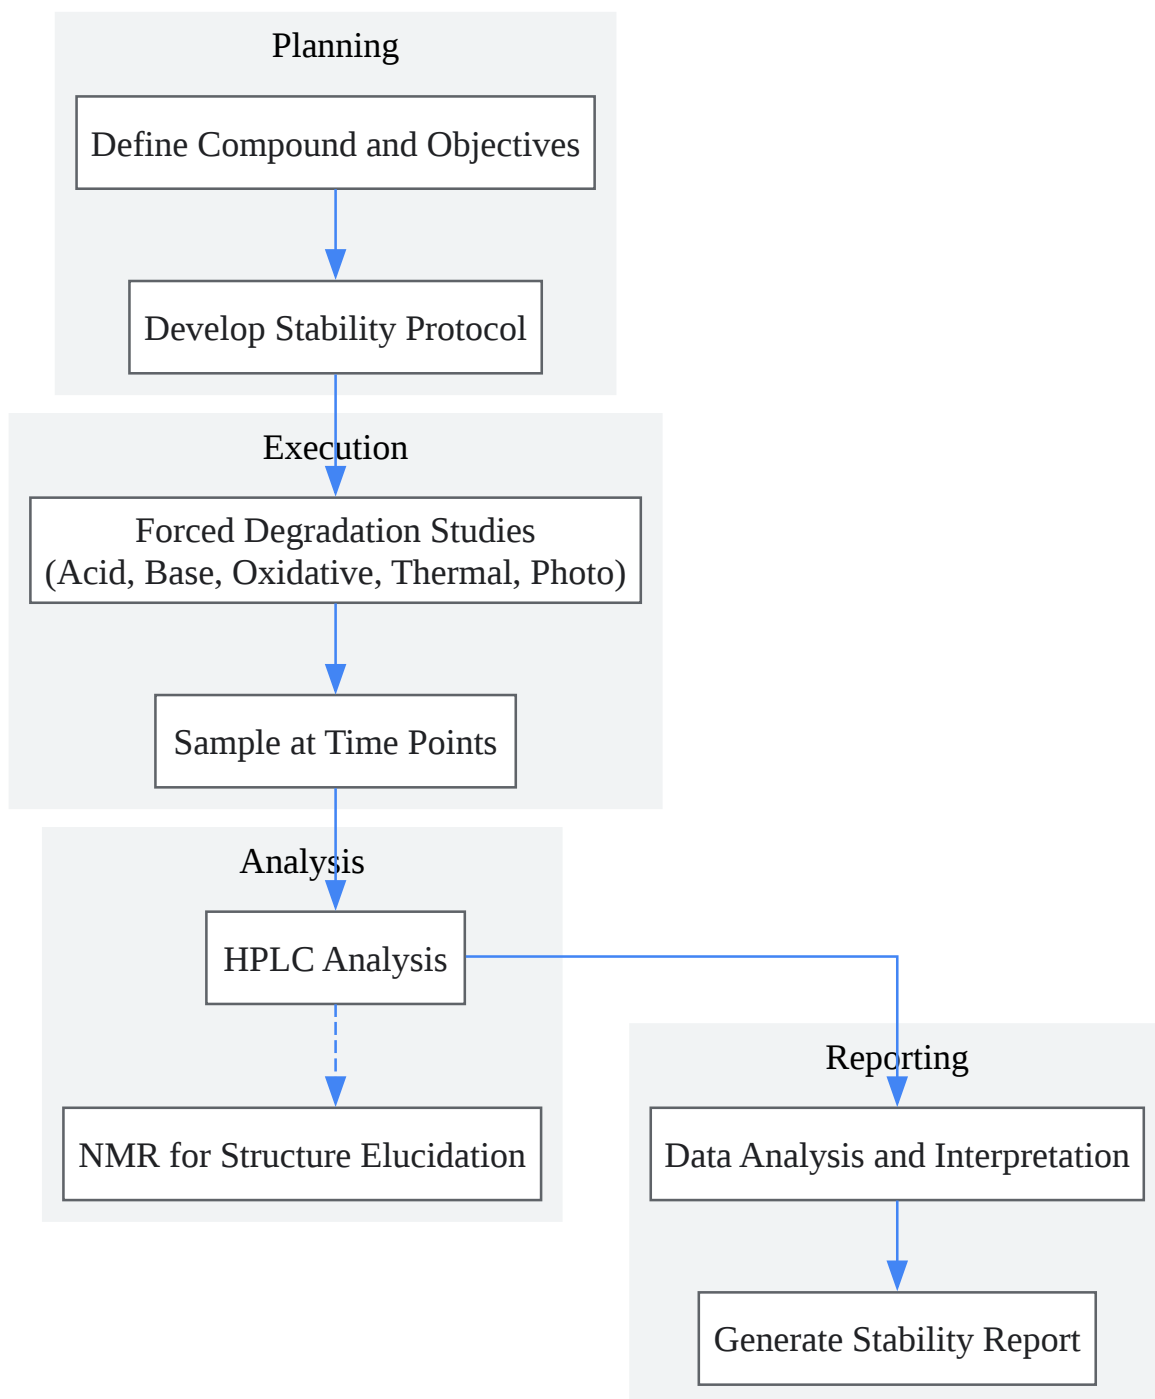 Planning
Define Compound and Objectives
Develop Stability Protocol
Execution
Forced Degradation Studies
(Acid, Base, Oxidative, Thermal, Photo)
Sample at Time Points
Analysis
HPLC Analysis
NMR for Structure Elucidation
Reporting
Data Analysis and Interpretation
Generate Stability Report